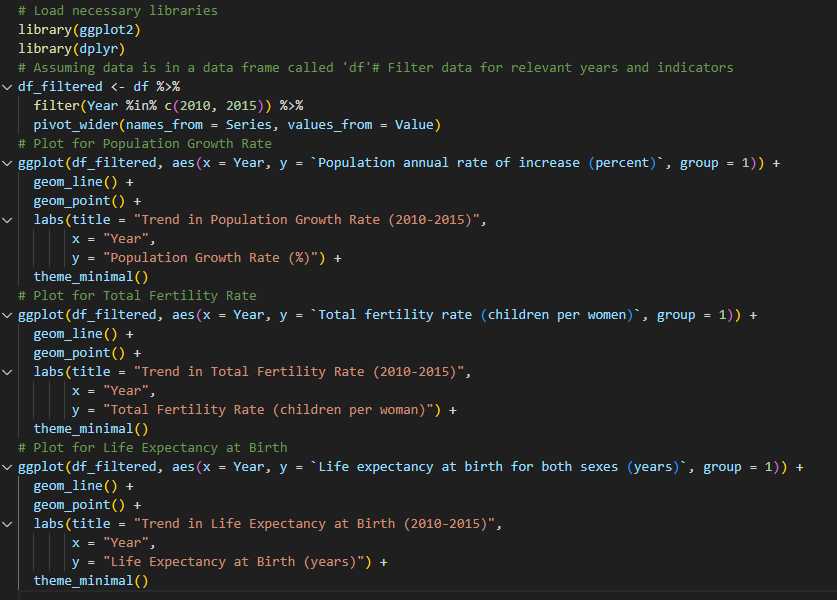 # Load necessary libraries
library(ggplot2)
library(dplyr)
# Assuming data is in a data frame called 'df'# Filter data for relevant years and indicators
df_filtered <- df %>%
  filter(Year %in% c(2010, 2015)) %>%
  pivot_wider(names_from = Series, values_from = Value)
# Plot for Population Growth Rate
ggplot(df_filtered, aes(x = Year, y = `Population annual rate of increase (percent)`, group = 1)) +
  geom_line() +
  geom_point() +
  labs(title = "Trend in Population Growth Rate (2010-2015)",
       x = "Year",
       y = "Population Growth Rate (%)") +
  theme_minimal()
# Plot for Total Fertility Rate
ggplot(df_filtered, aes(x = Year, y = `Total fertility rate (children per women)`, group = 1)) +
  geom_line() +
  geom_point() +
  labs(title = "Trend in Total Fertility Rate (2010-2015)",
       x = "Year",
       y = "Total Fertility Rate (children per woman)") +
  theme_minimal()
# Plot for Life Expectancy at Birth
ggplot(df_filtered, aes(x = Year, y = `Life expectancy at birth for both sexes (years)`, group = 1)) +
  geom_line() +
  geom_point() +
  labs(title = "Trend in Life Expectancy at Birth (2010-2015)",
       x = "Year",
       y = "Life Expectancy at Birth (years)") +
  theme_minimal()